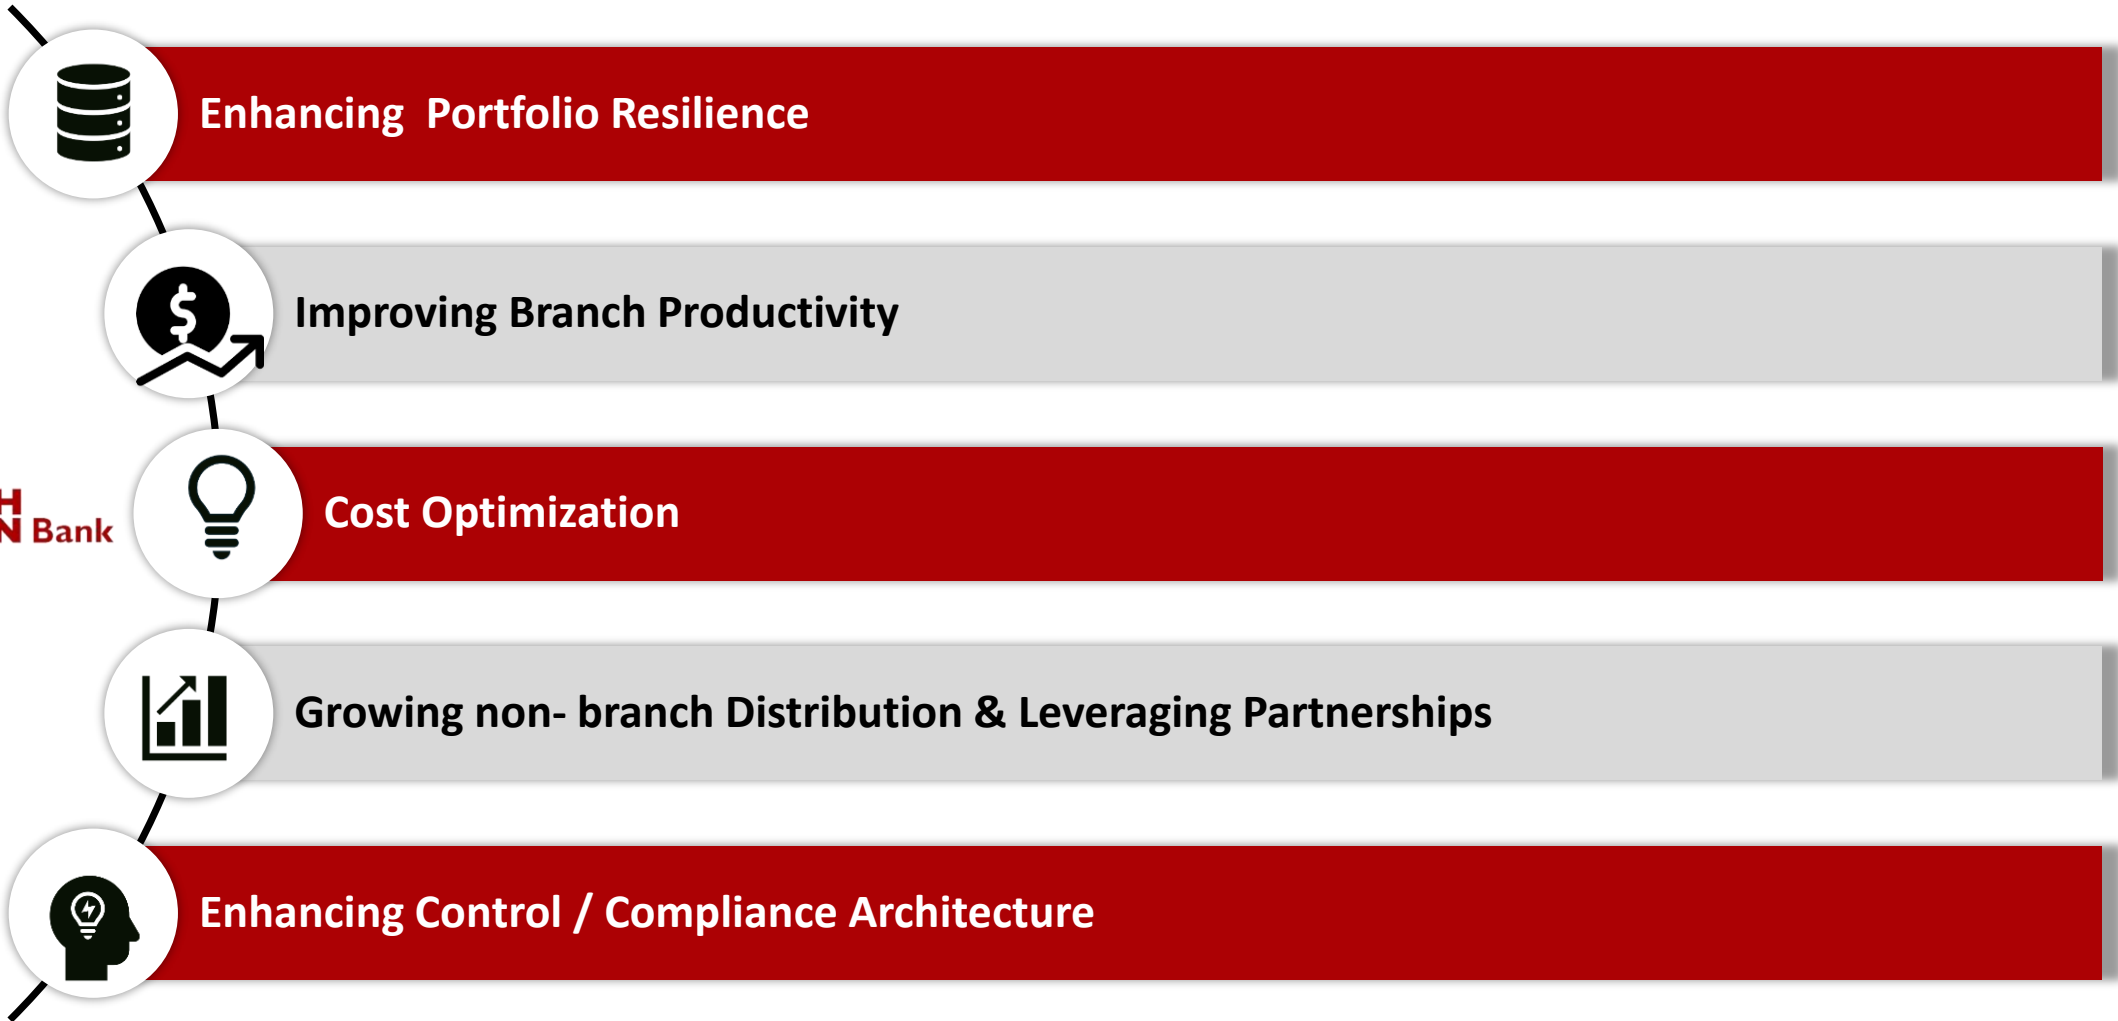 Enhancing  Portfolio Resilience
Improving Branch Productivity
H
N Bank
Cost Optimization
Growing non- branch Distribution & Leveraging Partnerships
Enhancing Control / Compliance Architecture